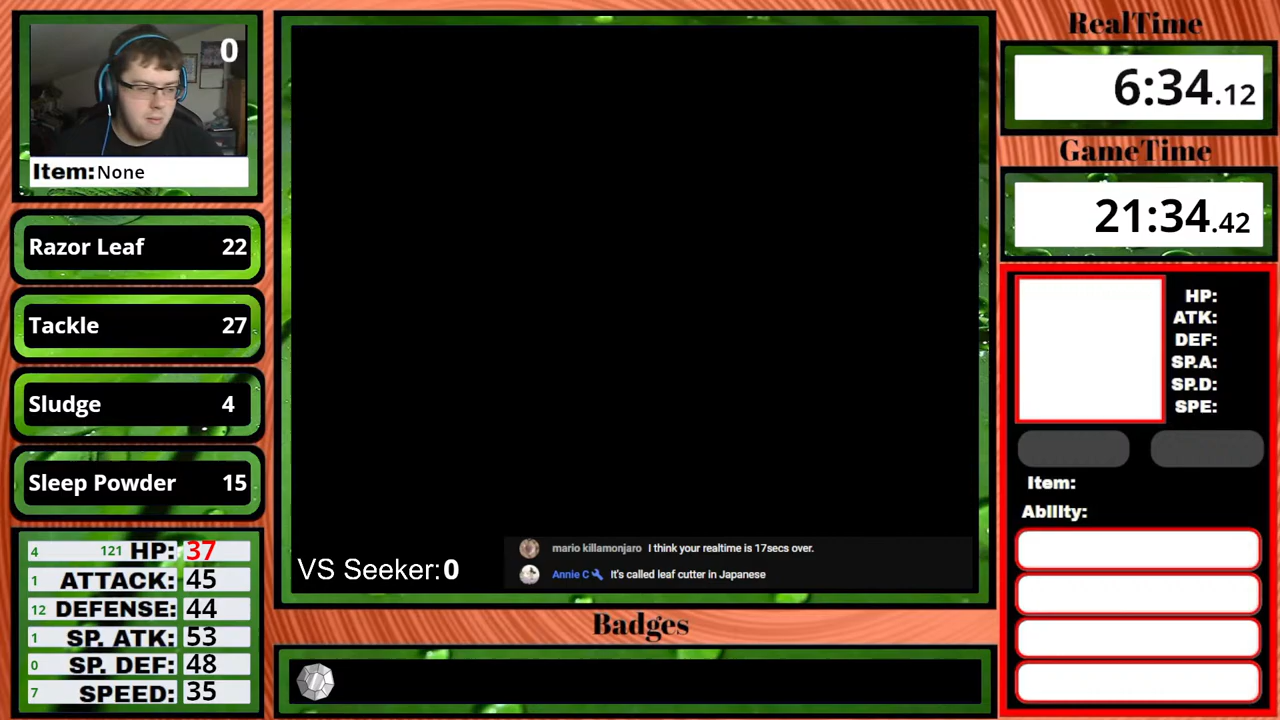 0
Item: None
Razor Leaf 22
Tackle 27
Sludge 4
Sleep Powder 15
4 121 HP: 37
1 ATTACK: 45
12 DEFENSE: 44
1 SP. ATK: 53
0 SP. DEF: 48
7 SPEED: 35
VS Seeker: 0
mario killamonjaro I think your realtime is 17secs over.
Annie C It's called leaf cutter in Japanese
Badges
RealTime
6:34.12
GameTime
21:34.42
HP:
ATK:
DEF:
SP.A:
SP.D:
SPE:
Item:
Ability: